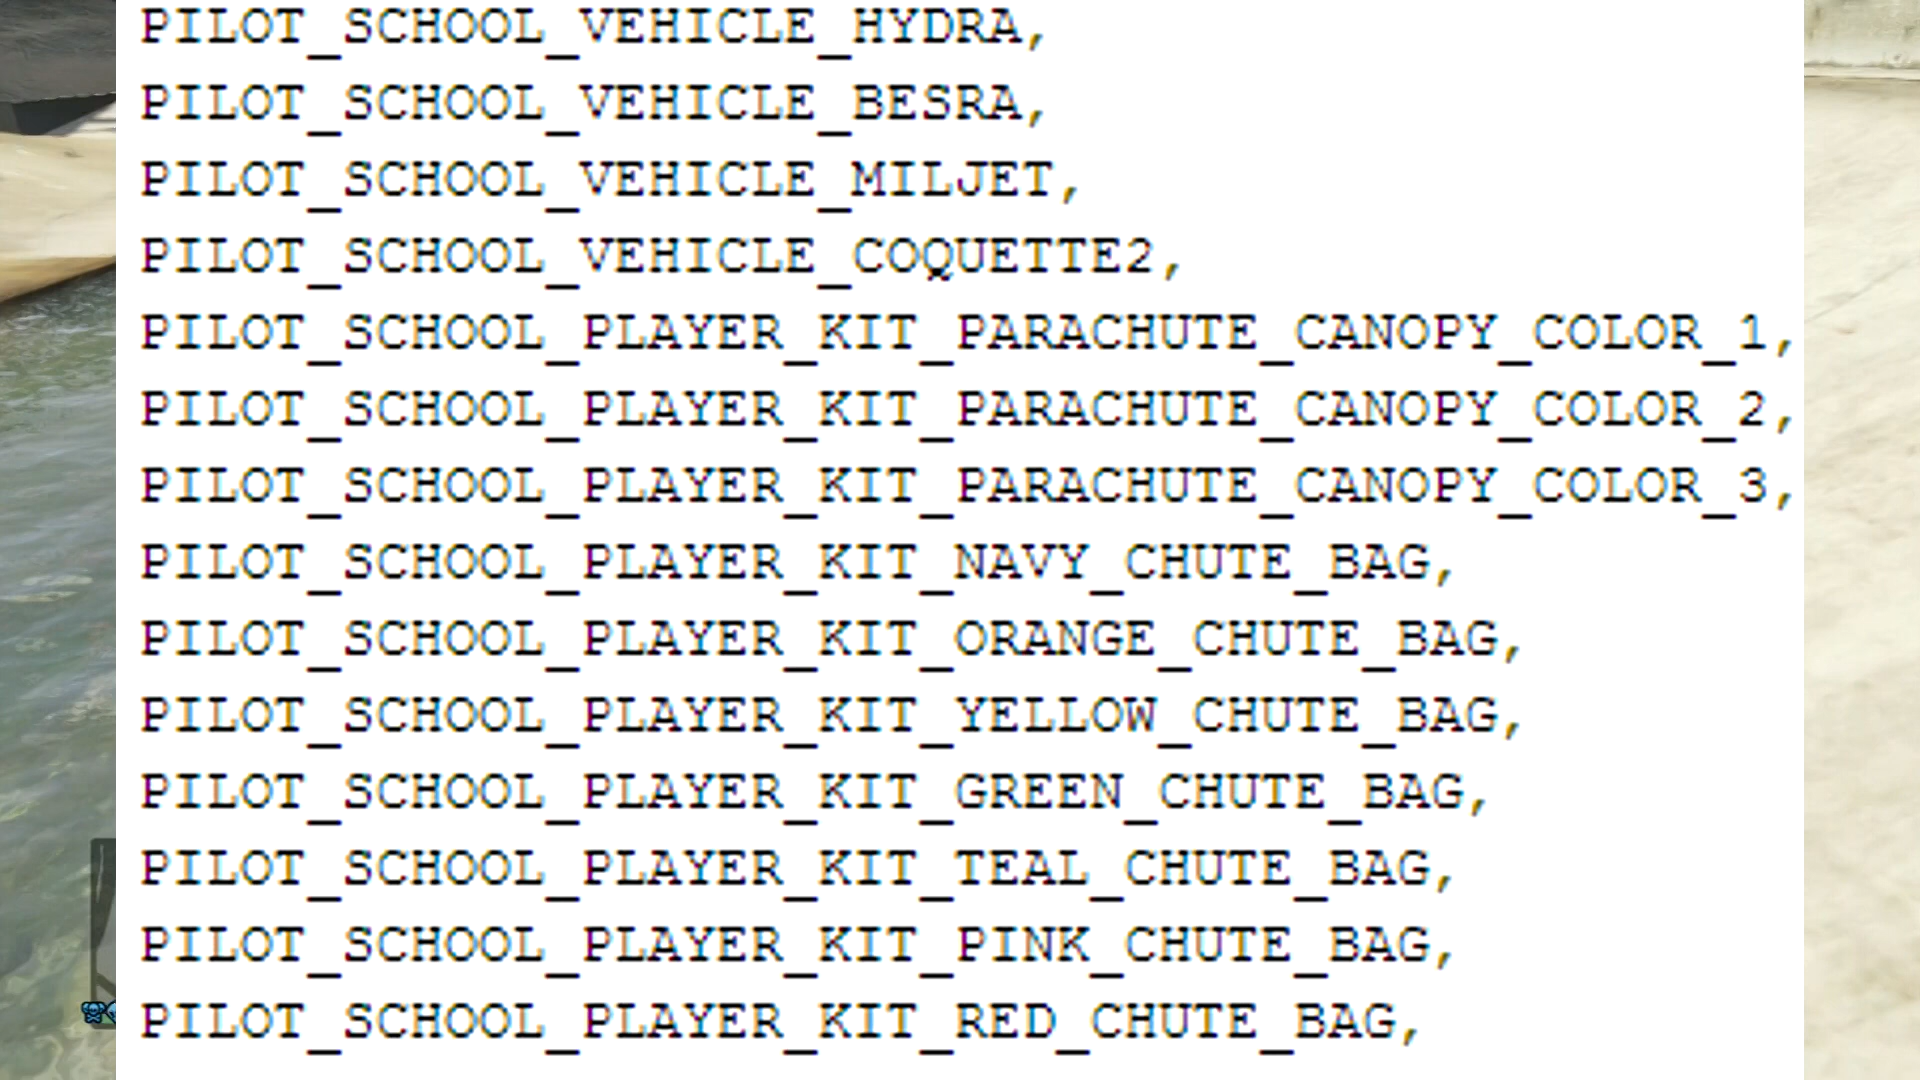 PILOT_SCHOOL_VEHICLE_HYDRA,
PILOT_SCHOOL_VEHICLE_BESRA,
PILOT_SCHOOL_VEHICLE_MILJET,
PILOT_SCHOOL_VEHICLE_COQUETTE2,
PILOT_SCHOOL_PLAYER_KIT_PARACHUTE_CANOPY_COLOR_1,
PILOT_SCHOOL_PLAYER_KIT_PARACHUTE_CANOPY_COLOR_2,
PILOT_SCHOOL_PLAYER_KIT_PARACHUTE_CANOPY_COLOR_3,
PILOT_SCHOOL_PLAYER_KIT_NAVY_CHUTE_BAG,
PILOT_SCHOOL_PLAYER_KIT_ORANGE_CHUTE_BAG,
PILOT_SCHOOL_PLAYER_KIT_YELLOW_CHUTE_BAG,
PILOT_SCHOOL_PLAYER_KIT_GREEN_CHUTE_BAG,
PILOT_SCHOOL_PLAYER_KIT_TEAL_CHUTE_BAG,
PILOT_SCHOOL_PLAYER_KIT_PINK_CHUTE_BAG,
PILOT_SCHOOL_PLAYER_KIT_RED_CHUTE_BAG,